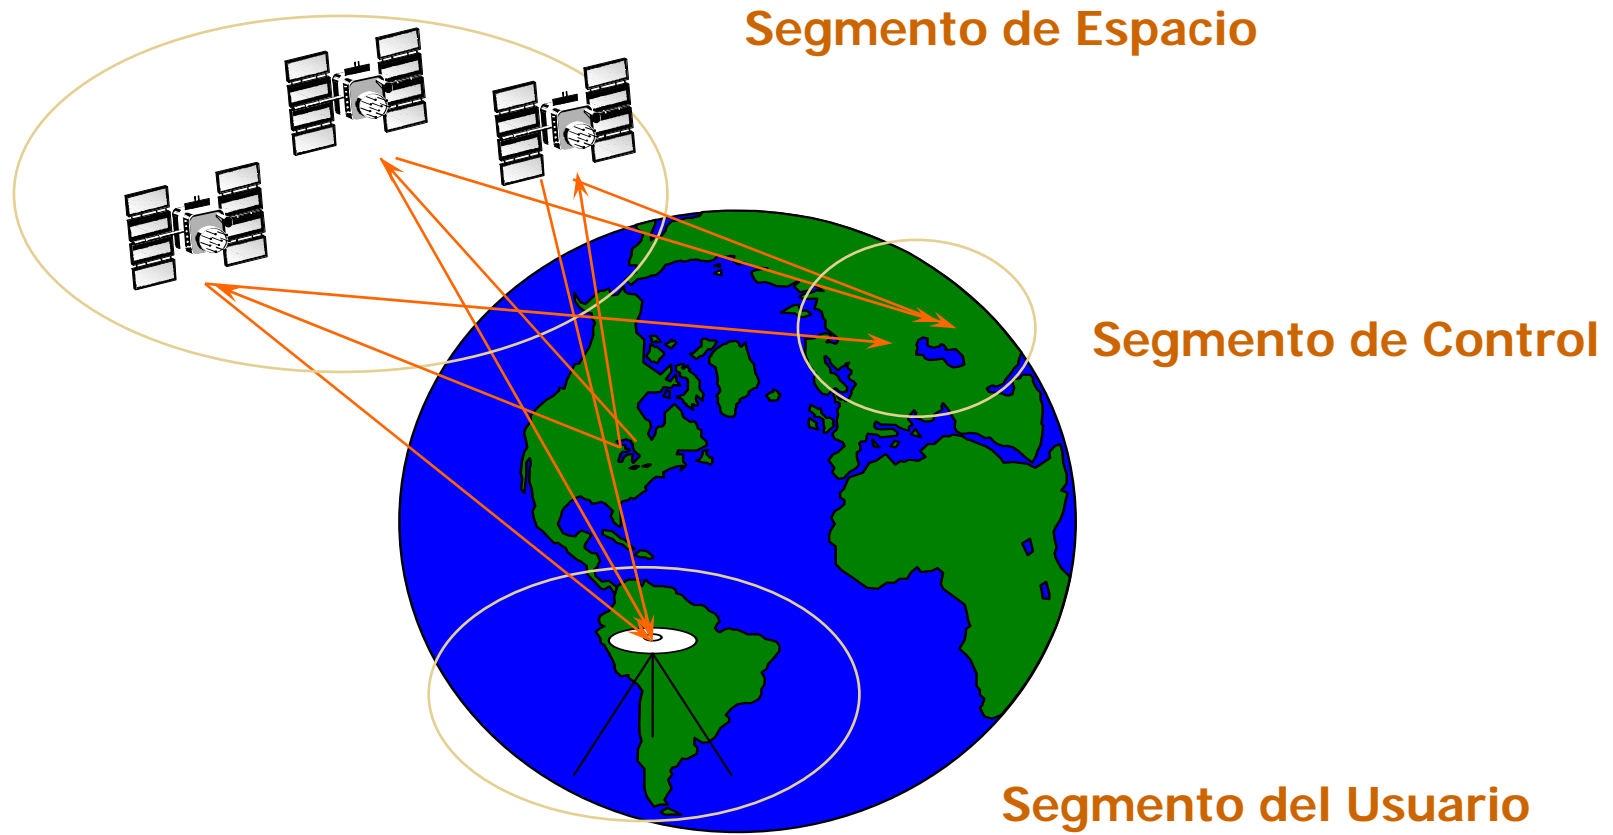 Segmento de Espacio
Segmento de Control
Segmento del Usuario